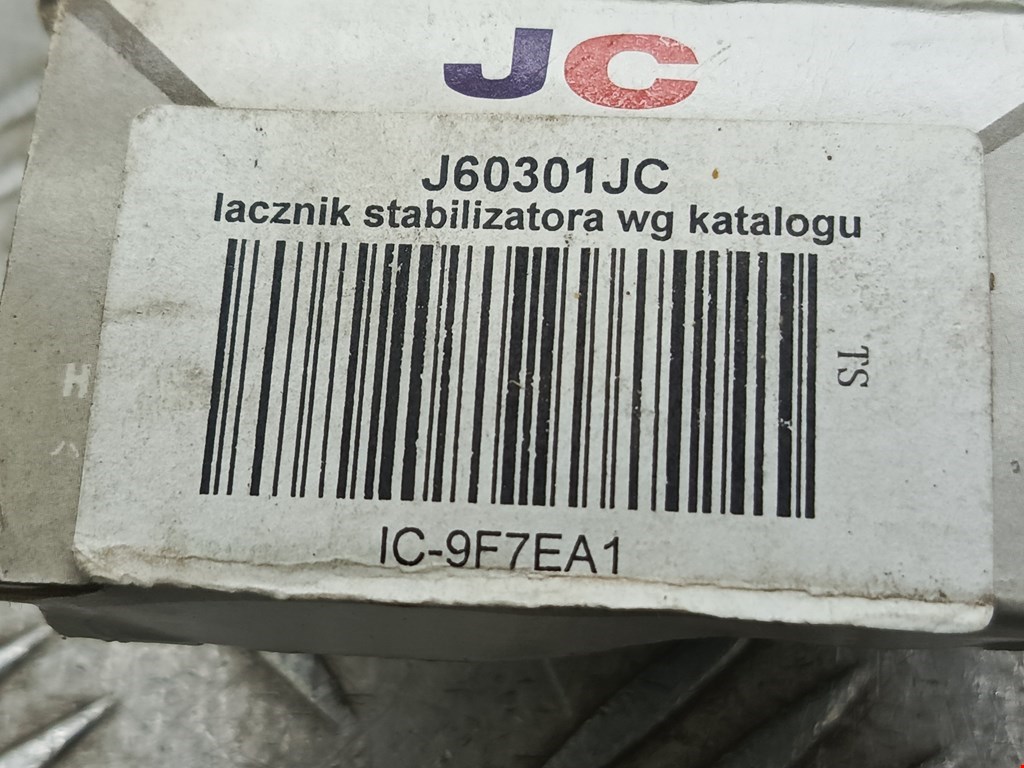 JC
J60301JC
lacznik stabilizatora wg katalogu
TS
IC-9F7EA1
H